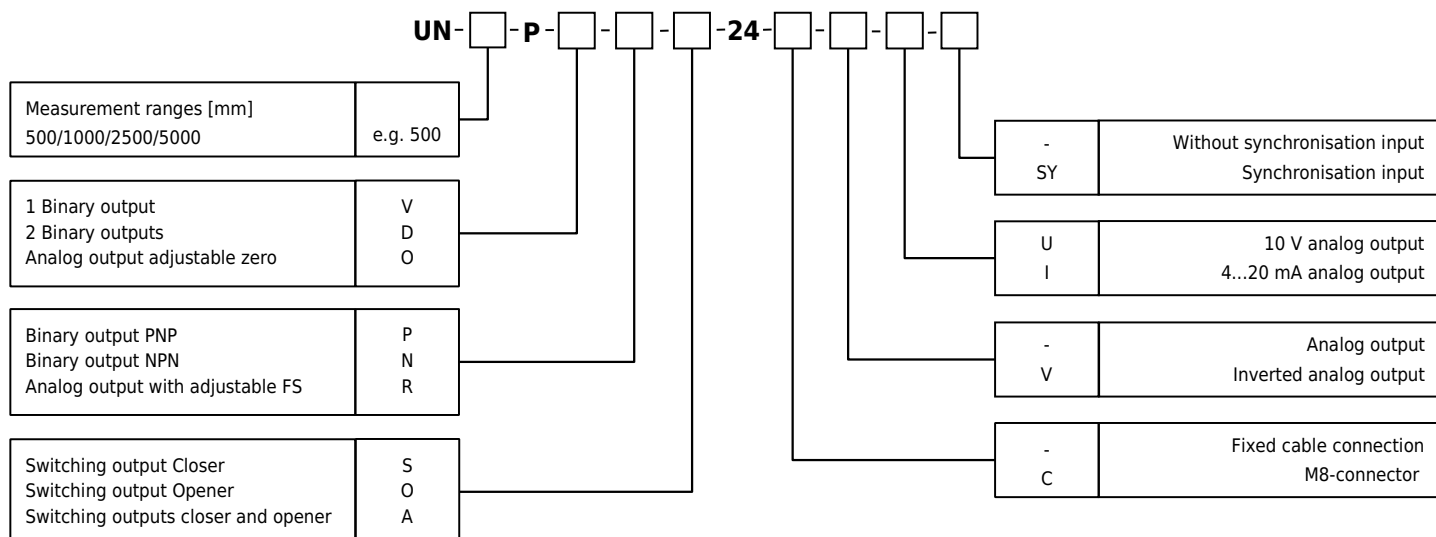 UN- -P- - - -24- - - -
Measurement ranges [mm]
500/1000/2500/5000 e.g. 500
1 Binary output V
2 Binary outputs D
Analog output adjustable zero O
Binary output PNP P
Binary output NPN N
Analog output with adjustable FS R
Switching output Closer S
Switching output Opener O
Switching outputs closer and opener A
- Without synchronisation input
SY Synchronisation input
U 10 V analog output
I 4...20 mA analog output
- Analog output
V Inverted analog output
- Fixed cable connection
C M8-connector